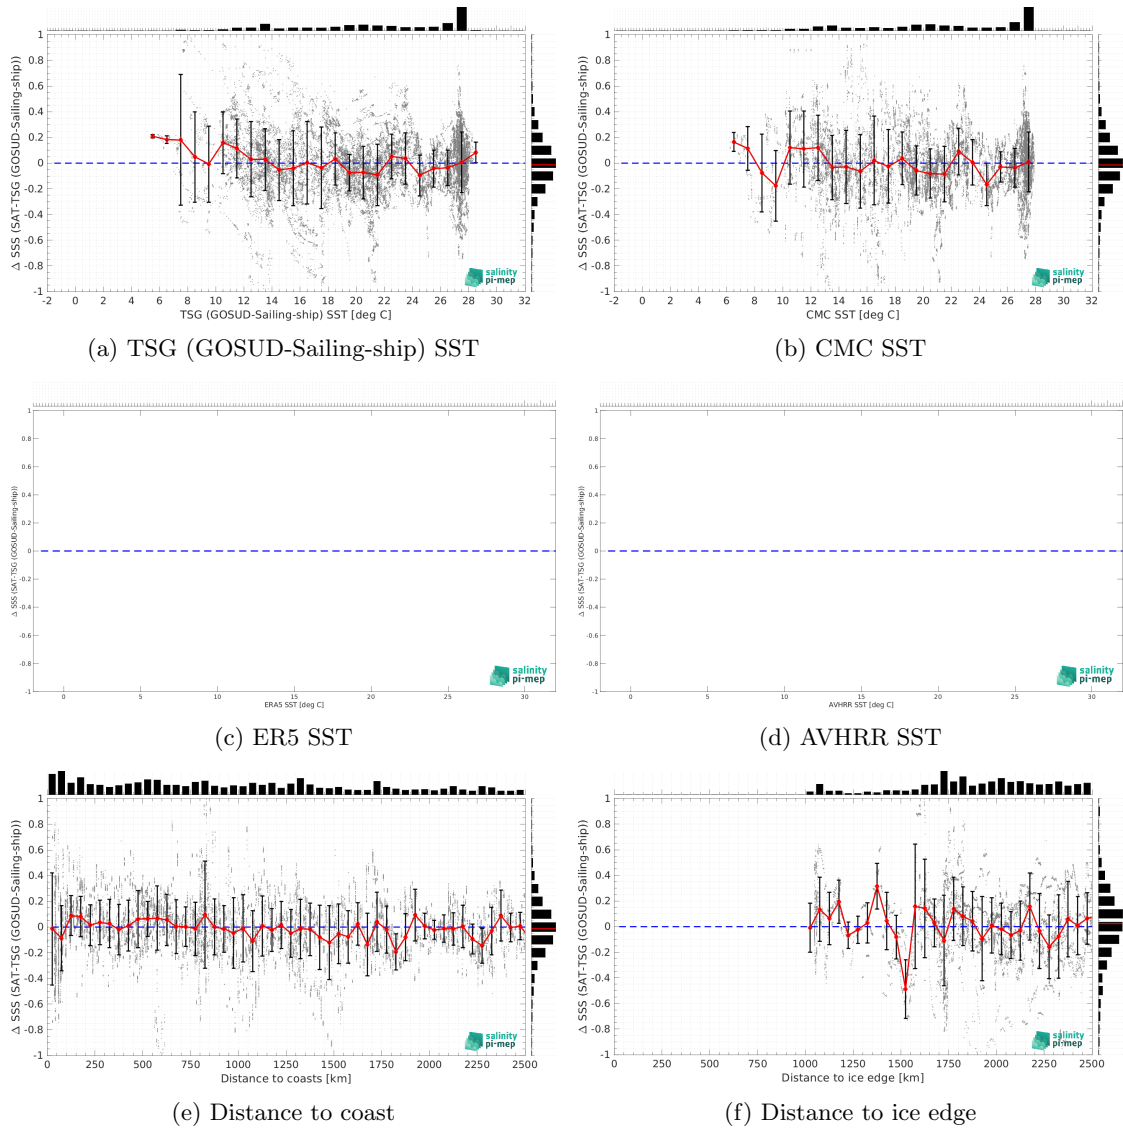 Δ SSS (SAT-TSG (GOSUD-Sailing-ship))
1
0.8
0.6
0.4
0.2
0
-0.2
-0.4
-0.6
-0.8
-1
salinity
pi-mep
-2 0 2 4 6 8 10 12 14 16 18 20 22 24 26 28 30 32
TSG (GOSUD-Sailing-ship) SST [deg C]
(a) TSG (GOSUD-Sailing-ship) SST
Δ SSS (SAT-TSG (GOSUD-Sailing-ship))
1
0.8
0.6
0.4
0.2
0
-0.2
-0.4
-0.6
-0.8
-1
salinity
pi-mep
-2 0 2 4 6 8 10 12 14 16 18 20 22 24 26 28 30 32
CMC SST [deg C]
(b) CMC SST
Δ SSS (SAT-TSG (GOSUD-Sailing-ship))
1
0.8
0.6
0.4
0.2
0
-0.2
-0.4
-0.6
-0.8
-1
salinity
pi-mep
0 5 10 15 20 25 30
ERA5 SST [deg C]
(c) ER5 SST
Δ SSS (SAT-TSG (GOSUD-Sailing-ship))
1
0.8
0.6
0.4
0.2
0
-0.2
-0.4
-0.6
-0.8
-1
salinity
pi-mep
0 5 10 15 20 25 30
AVHRR SST [deg C]
(d) AVHRR SST
Δ SSS (SAT-TSG (GOSUD-Sailing-ship))
1
0.8
0.6
0.4
0.2
0
-0.2
-0.4
-0.6
-0.8
-1
salinity
pi-mep
0 250 500 750 1000 1250 1500 1750 2000 2250 2500
Distance to coasts [km]
(e) Distance to coast
Δ SSS (SAT-TSG (GOSUD-Sailing-ship))
1
0.8
0.6
0.4
0.2
0
-0.2
-0.4
-0.6
-0.8
-1
salinity
pi-mep
0 250 500 750 1000 1250 1500 1750 2000 2250 2500
Distance to ice edge [km]
(f) Distance to ice edge